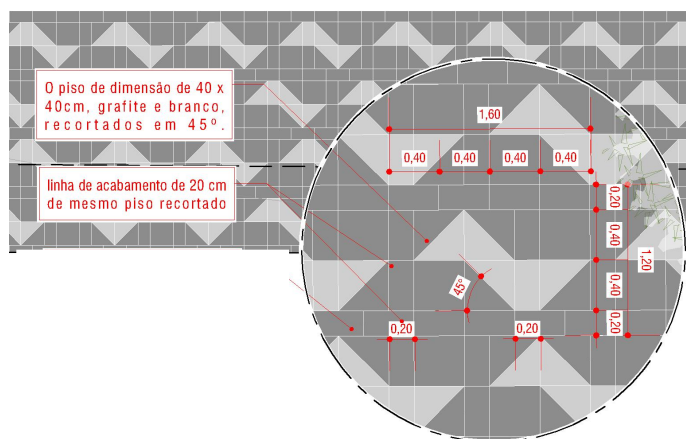 O piso de dimensão de 40 x
40cm, grafite e branco,
recortados em 45º.
linha de acabamento de 20 cm
de mesmo piso recortado
1,60
0,40 0,40 0,40 0,40
0,20
0,40
1,20
0,40
0,20
45º
0,20 0,20